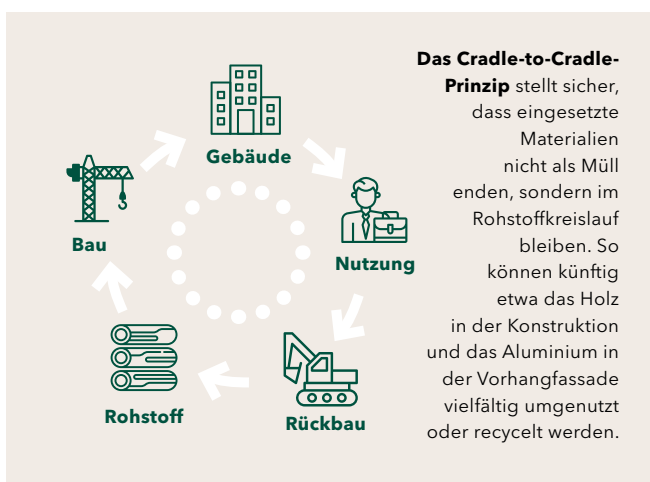 Das Cradle-to-Cradle-
Prinzip stellt sicher,
dass eingesetzte
Materialien
nicht als Müll
enden, sondern im
Rohstoffkreislauf
bleiben. So
können künftig
etwa das Holz
in der Konstruktion
und das Aluminium in
der Vorhangfassade
vielfältig umgenutzt
oder recycelt werden.
Gebäude
Nutzung
Rückbau
Rohstoff
Bau